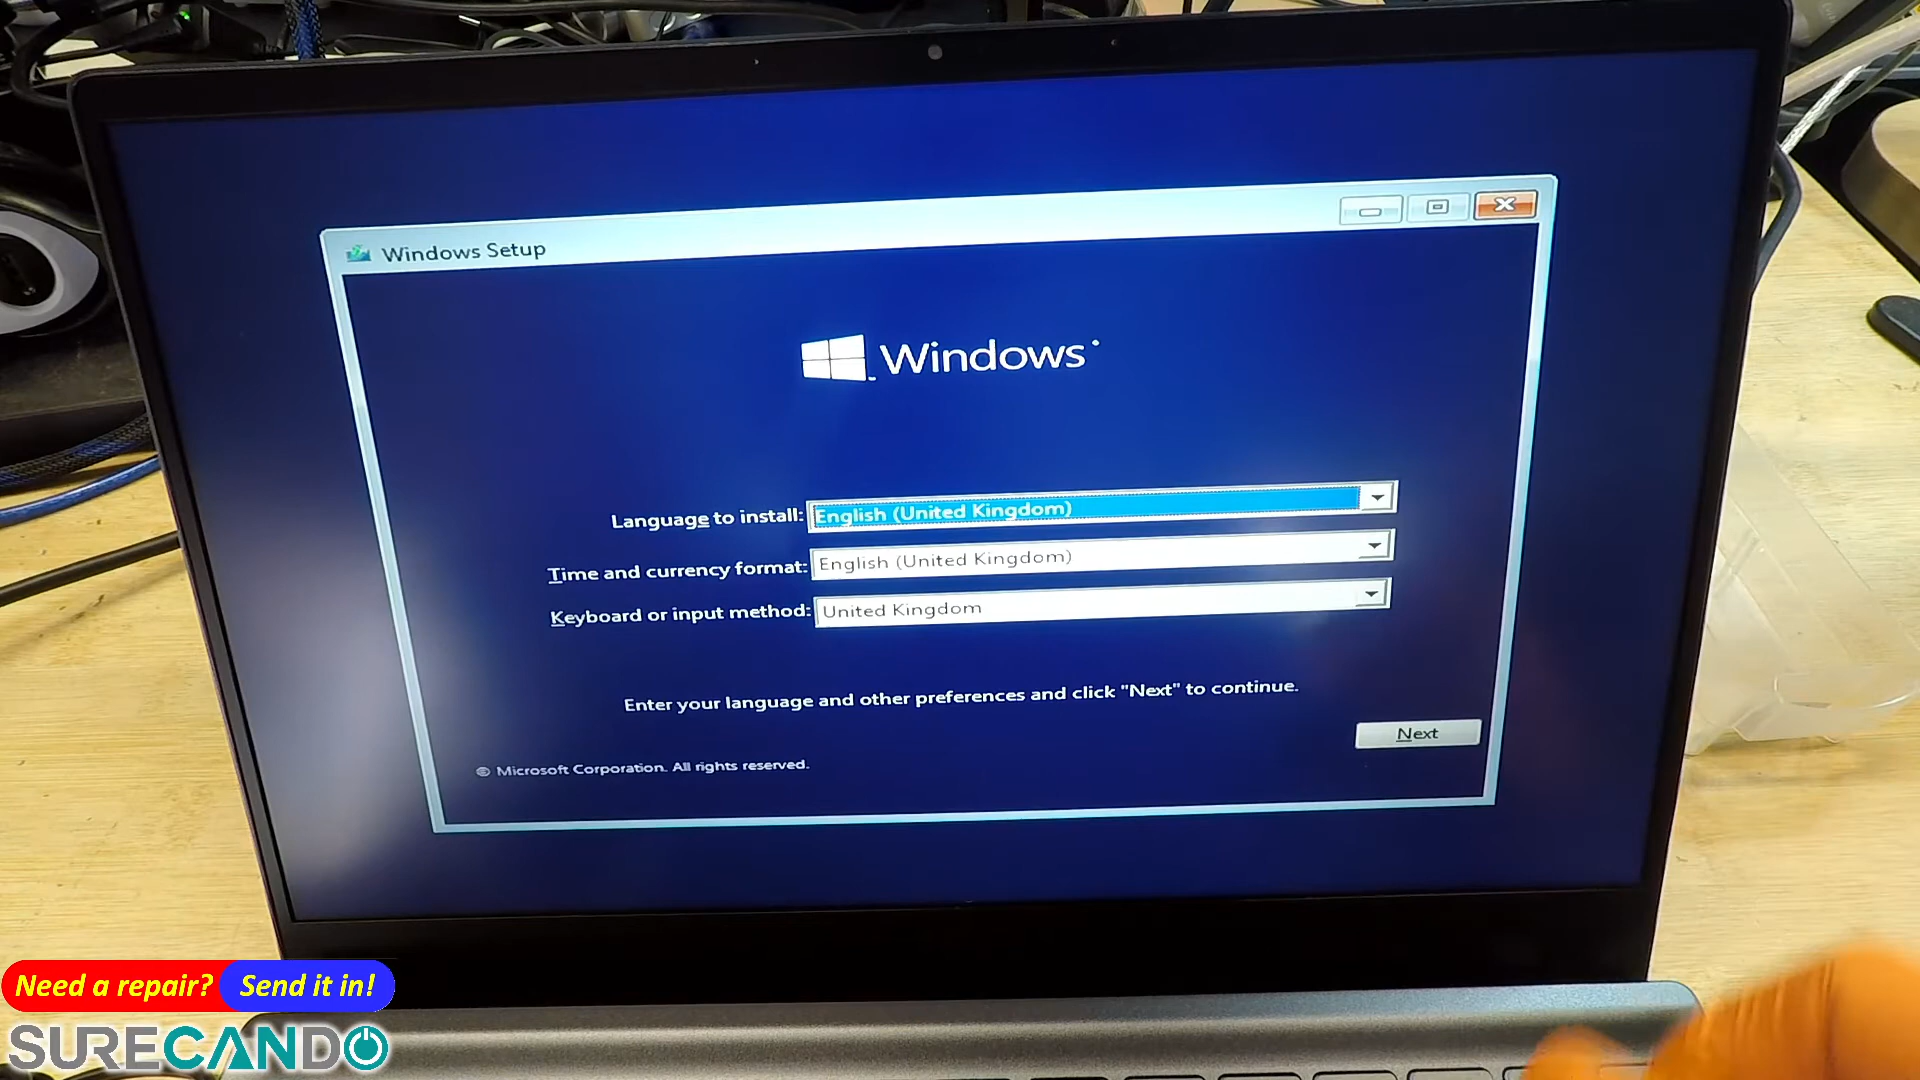 Windows Setup
Windows
Language to install: English (United Kingdom)
Time and currency format: English (United Kingdom)
Keyboard or input method: United Kingdom
Enter your language and other preferences and click "Next" to continue.
Next
© Microsoft Corporation. All rights reserved.
Need a repair? Send it in!
SURECANDO